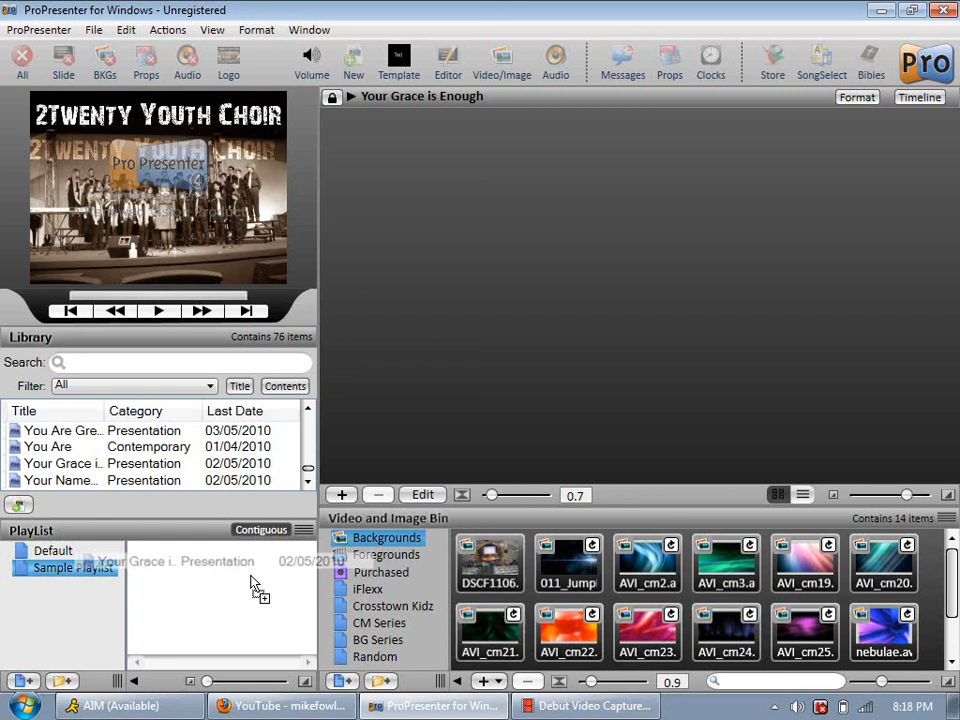 ProPresenter for Windows - Unregistered
ProPresenter File Edit Actions View Format Window
All Slide BKGs Props Audio Logo Volume New Template Editor Video/Image Audio Messages Props Clocks Store SongSelect Bibles Pro
Text
2Twenty Youth Choir
2Twenty Youth Choir
ProPresenter
Your Grace is Enough
Format Timeline
Library Contains 76 items
Search:
Filter: All Title Contents
Title Category Last Date
You Are Gre... Presentation 03/05/2010
You Are Contemporary 01/04/2010
Your Grace i... Presentation 02/05/2010
Your Name... Presentation 02/05/2010
Edit 0.7
PlayList Contiguous
Default
Sample Playlist
Your Grace i... Presentation 02/05/2010
Video and Image Bin Contains 14 items
Backgrounds
Foregrounds
Purchased
iFlexx
Crosstown Kidz
CM Series
BG Series
Random
DSCF1106. 011_Jump AVI_cm2.a AVI_cm3.a AVI_cm19. AVI_cm20.
AVI_cm21. AVI_cm22. AVI_cm23. AVI_cm24. AVI_cm25. nebulae.av
0.9
AIM (Available) YouTube - mikefowl... ProPresenter for Win... Debut Video Capture... 8:18 PM